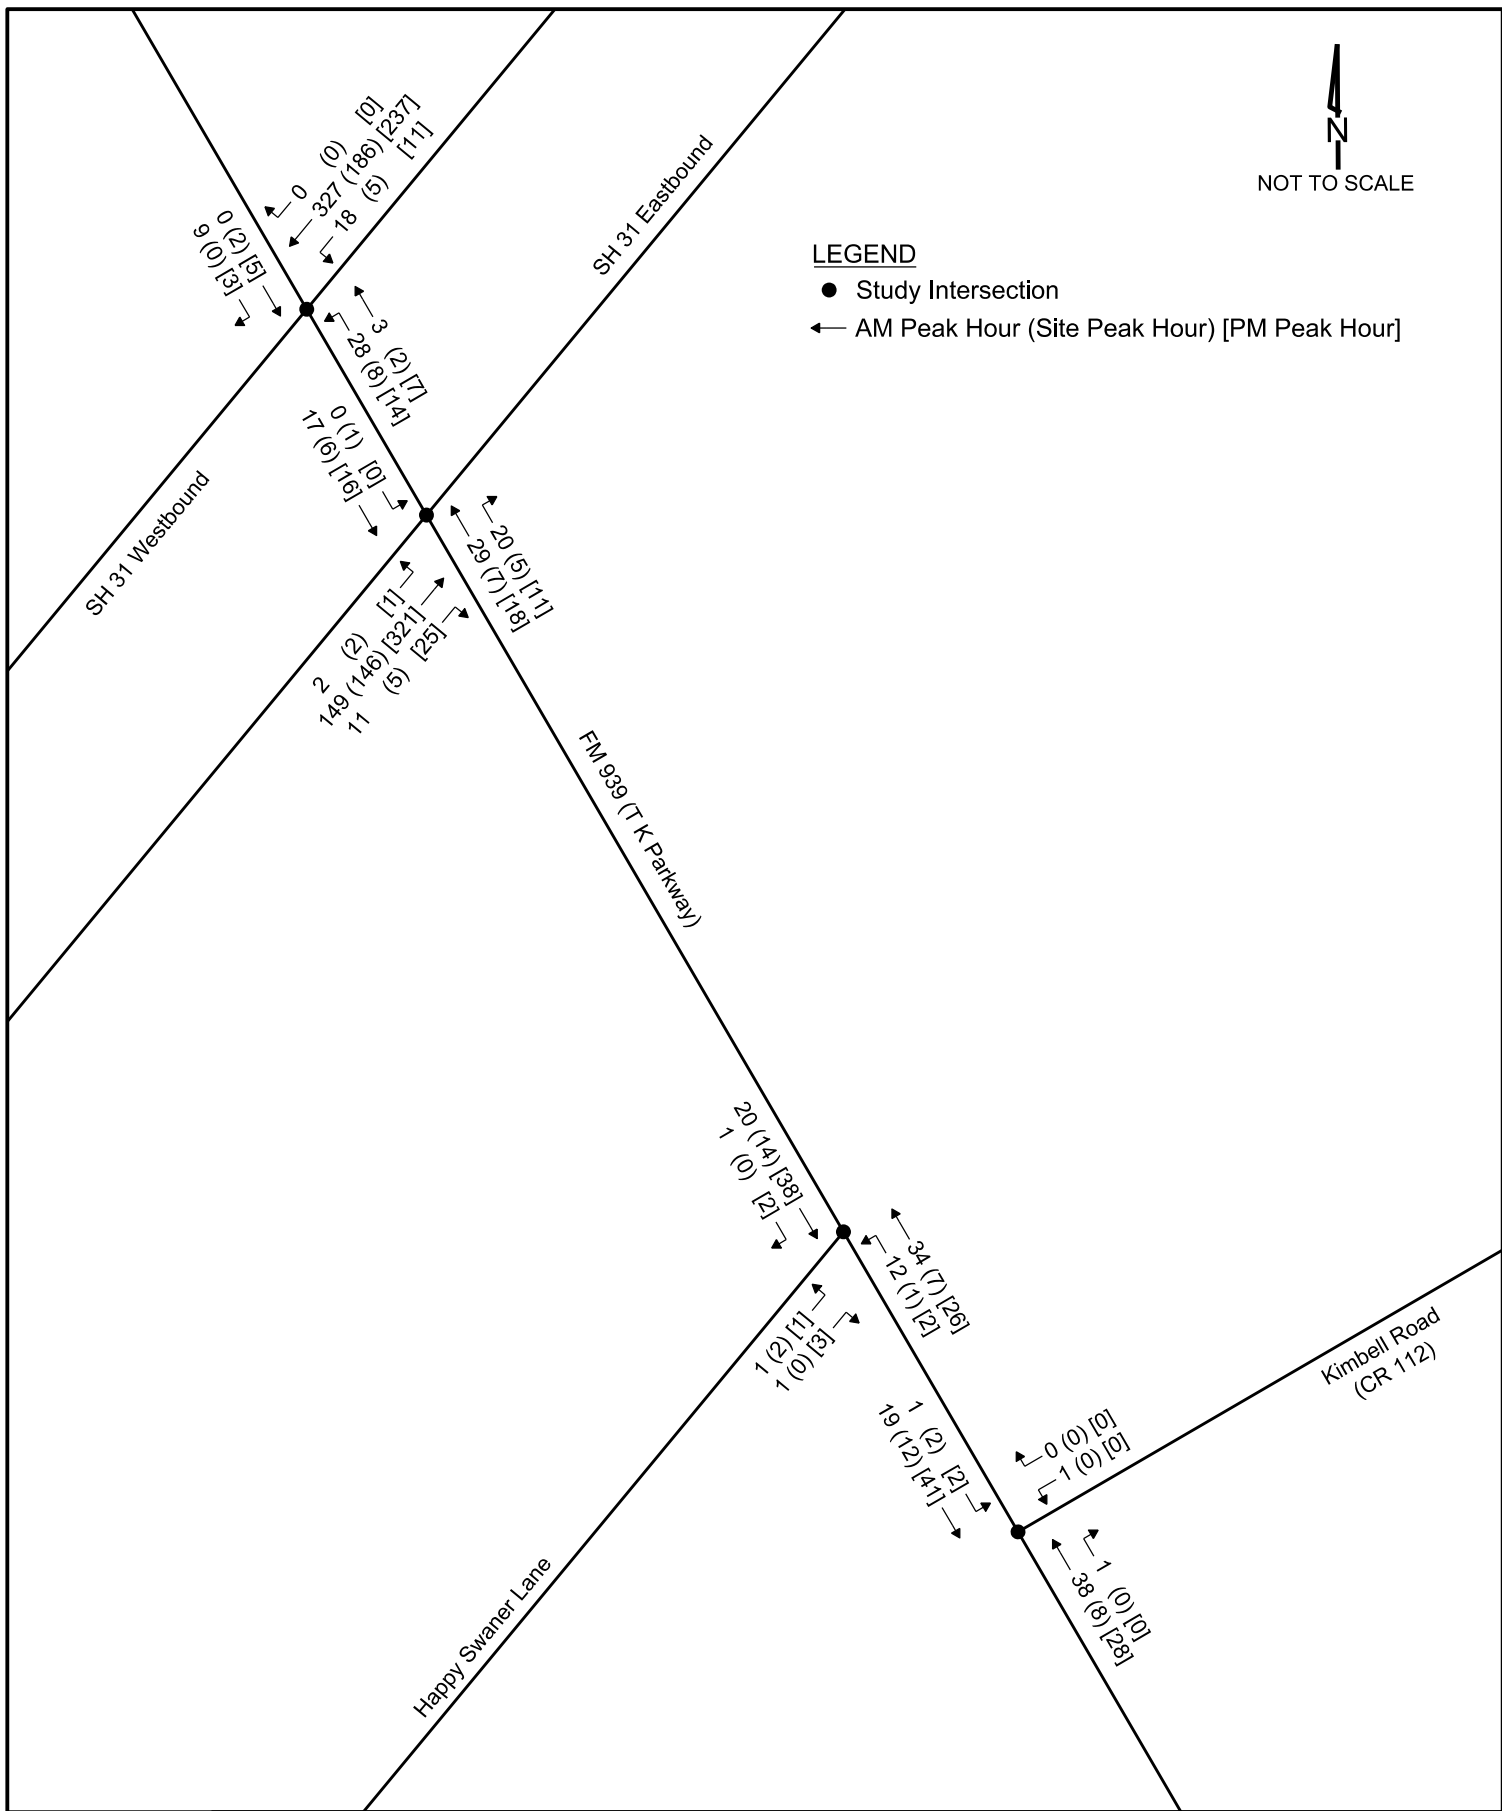 N
NOT TO SCALE
LEGEND
Study Intersection
AM Peak Hour (Site Peak Hour) [PM Peak Hour]
0 (0) [0]
327 (186) [237]
18 (5) [11]
0 (2) [5]
9 (0) [3]
3 (2) [7]
28 (8) [14]
SH 31 Eastbound
SH 31 Westbound
0 (1) [0]
17 (6) [16]
20 (5) [11]
29 (7) [18]
2 (2) [1]
149 (146) [321]
11 (5) [25]
FM 939 (T K Parkway)
20 (14) [38]
1 (0) [2]
34 (7) [26]
12 (1) [2]
1 (2) [1]
1 (0) [3]
Kimbell Road
(CR 112)
1 (2) [2]
19 (12) [41]
0 (0) [0]
1 (0) [0]
1 (0) [0]
38 (8) [28]
Happy Swaner Lane